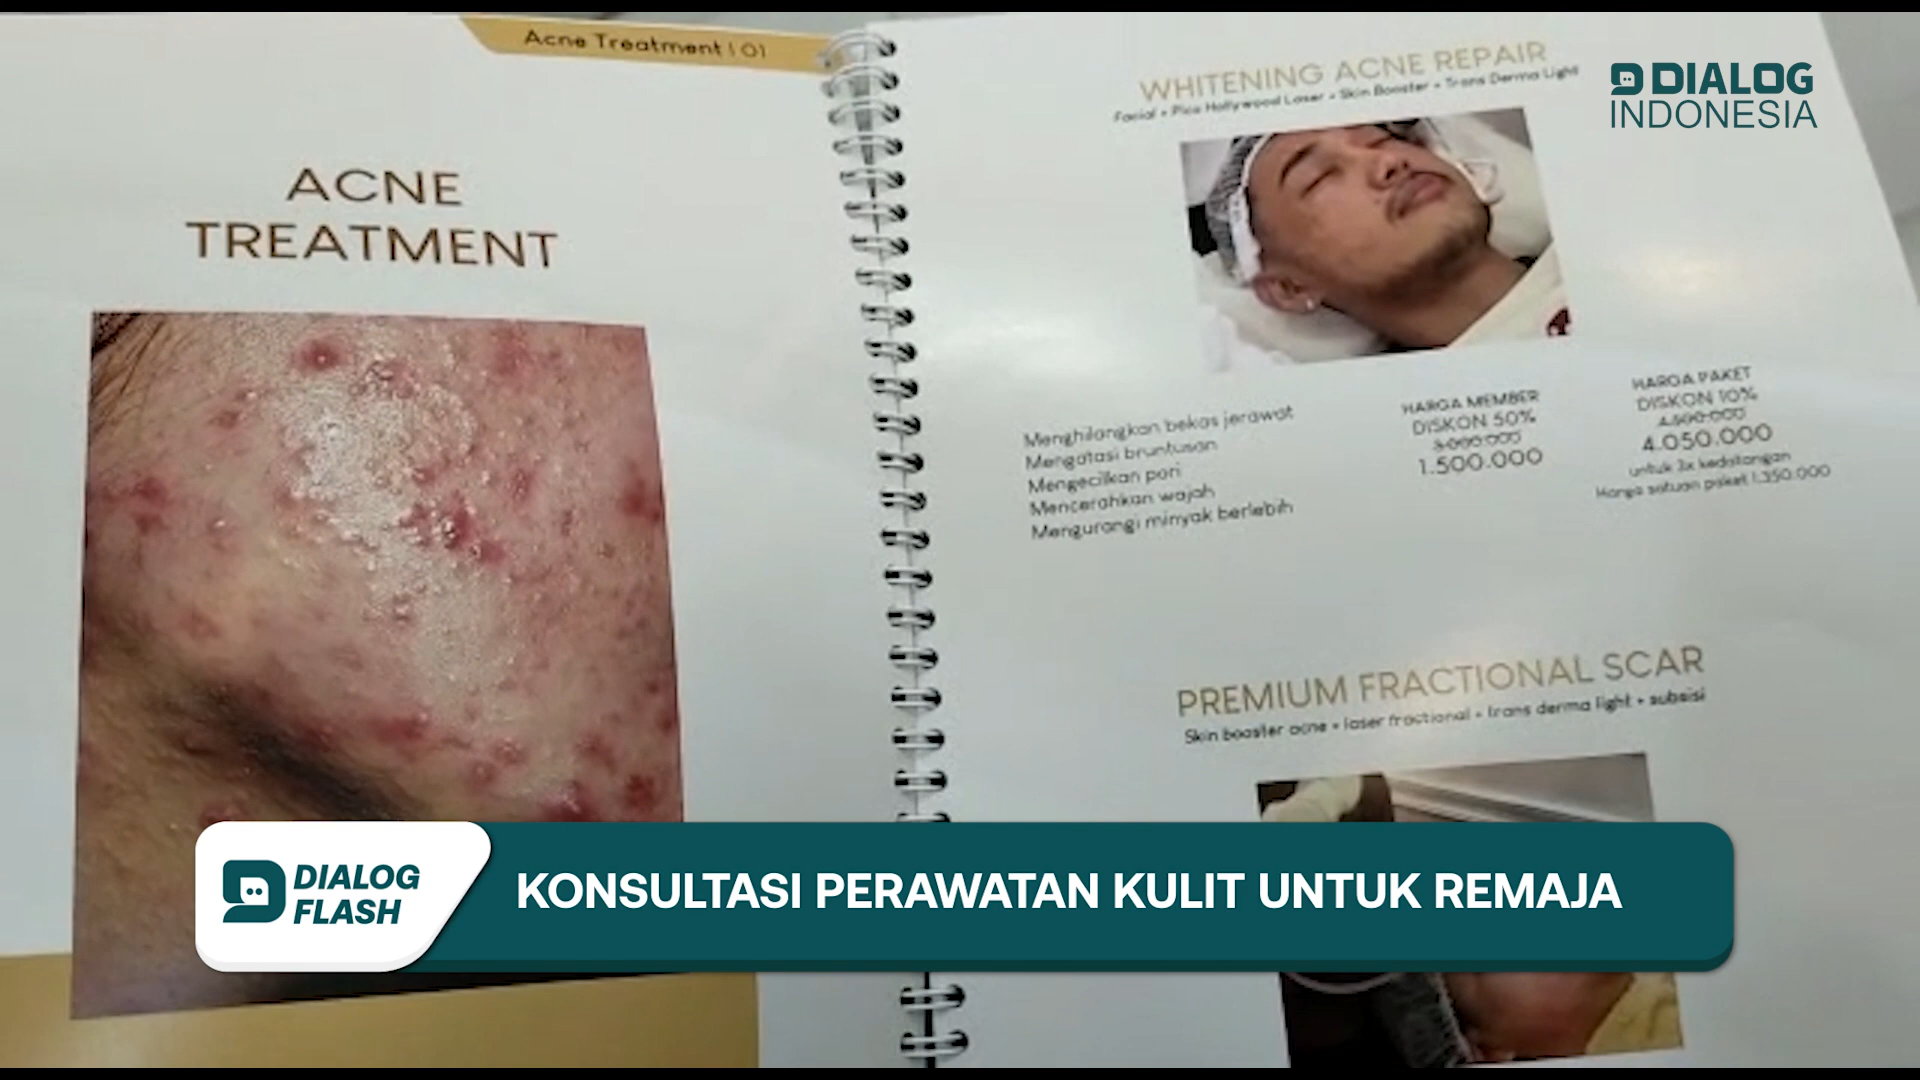 Acne Treatment | 01
ACNE
TREATMENT
WHITENING ACNE REPAIR
Facial + Pico Hollywood Laser + Skin Booster + Trans Derma Light
DIALOG
INDONESIA
Menghilangkan bekas jerawat
Mengatasi bruntusan
Mengecilkan pori
Mencerahkan wajah
Mengurangi minyak berlebih
HARGA MEMBER
DISKON 50%
3.000.000
1.500.000
HARGA PAKET
DISKON 10%
4.500.000
4.050.000
untuk 3x kedatangan
Harga satuan paket 1.350.000
PREMIUM FRACTIONAL SCAR
Skin booster acne + laser fractional + trans derma light + subsisi
DIALOG
FLASH
KONSULTASI PERAWATAN KULIT UNTUK REMAJA